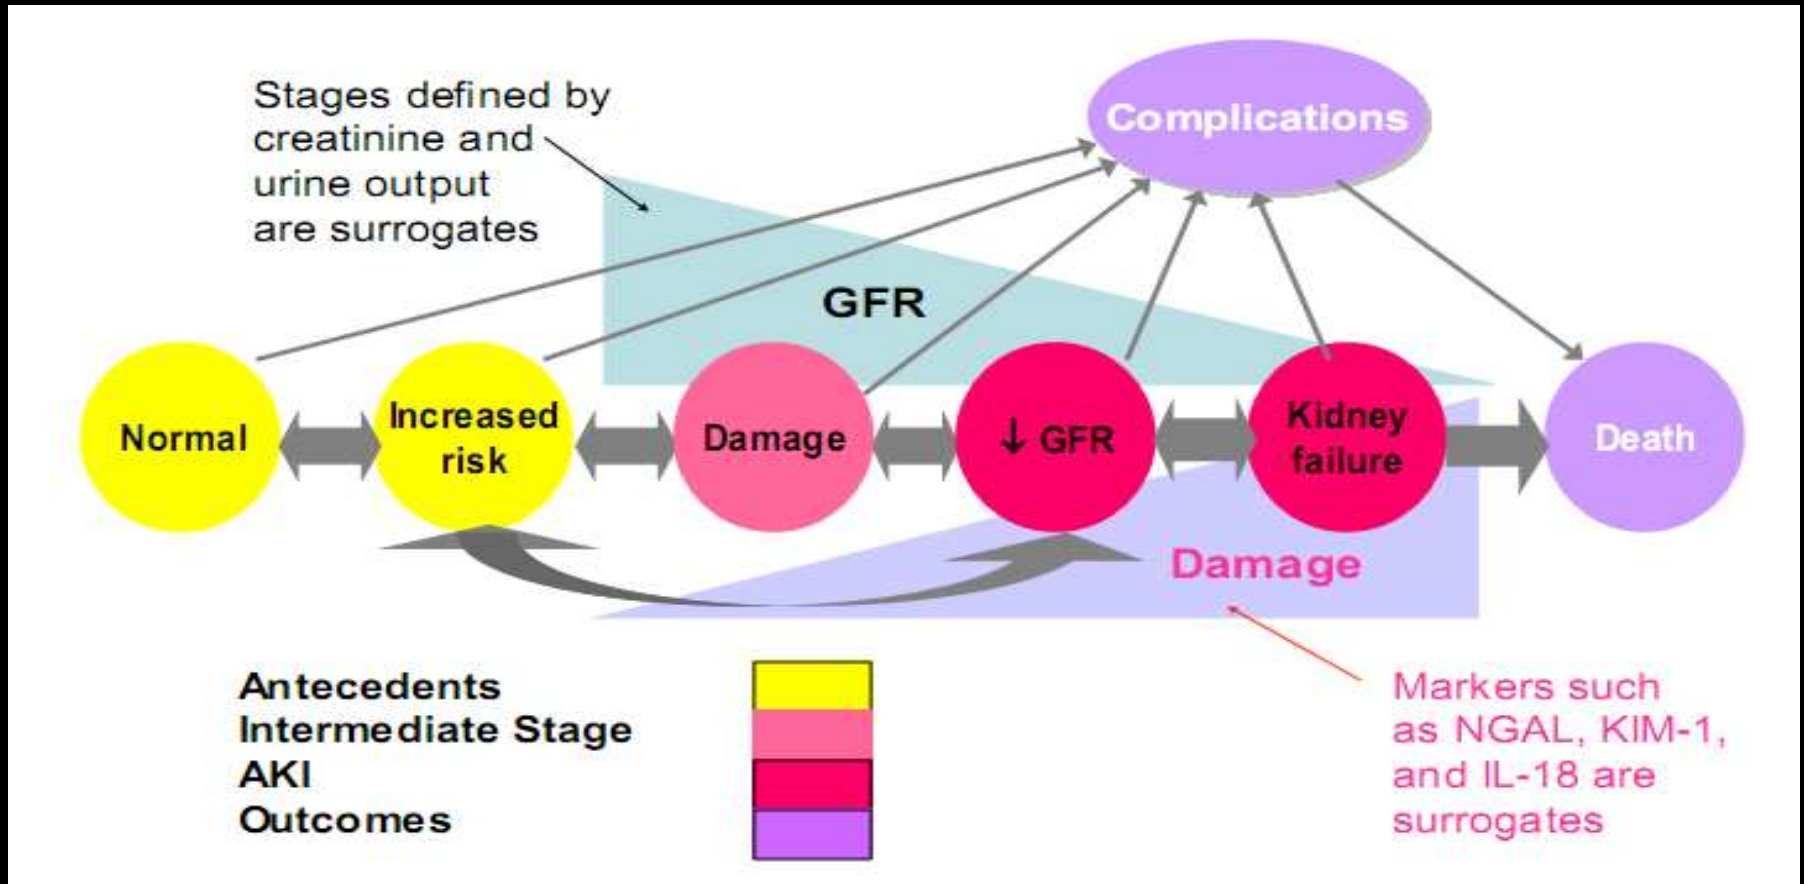 Stages defined by
creatinine and
urine output
are surrogates
Complications
GFR
Normal
Increased
risk
Damage
↓ GFR
Kidney
failure
Death
Damage
Antecedents
Intermediate Stage
AKI
Outcomes
Markers such
as NGAL, KIM-1,
and IL-18 are
surrogates